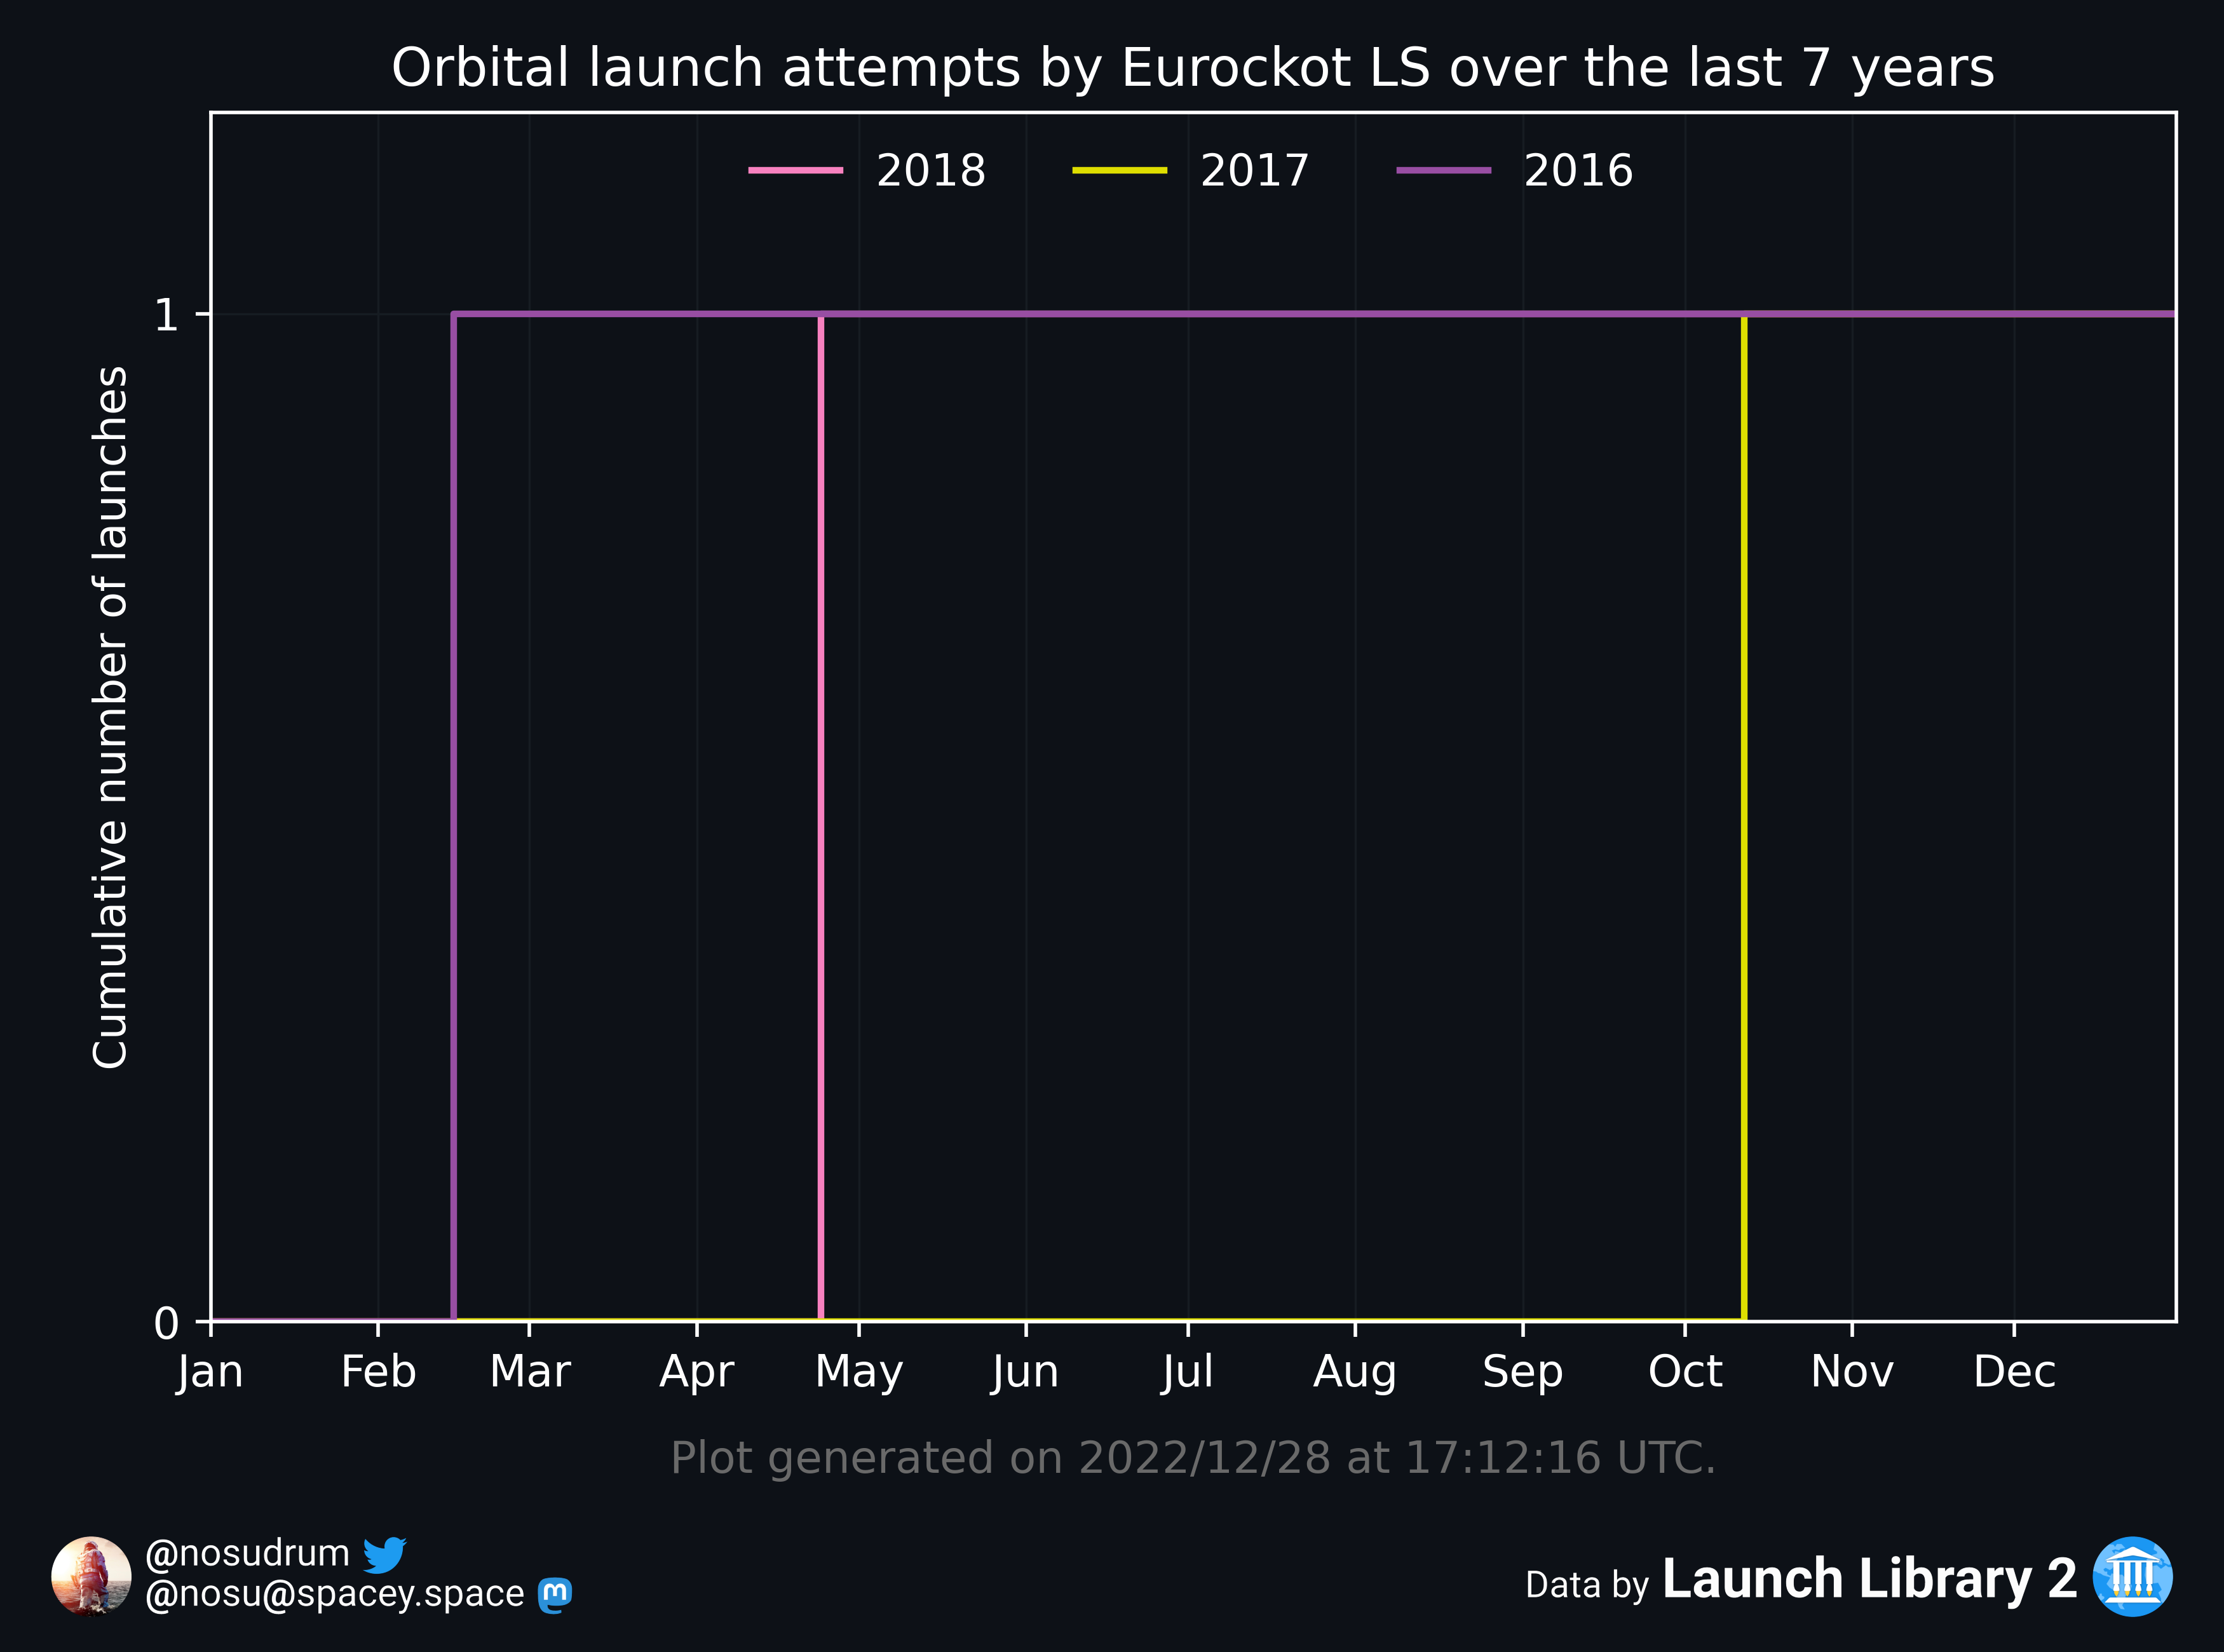 Orbital launch attempts by Eurockot LS over the last 7 years
2018 2017 2016
Cumulative number of launches
1
0
Jan Feb Mar Apr May Jun Jul Aug Sep Oct Nov Dec
Plot generated on 2022/12/28 at 17:12:16 UTC.
@nosudrum
@nosu@spacey.space
Data by Launch Library 2